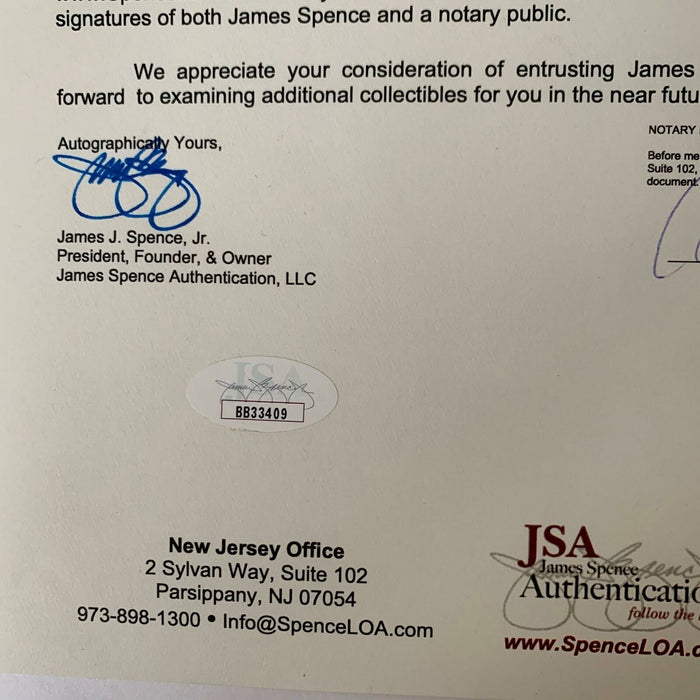 signatures of both James Spence and a notary public.
We appreciate your consideration of entrusting James
forward to examining additional collectibles for you in the near futu
Autographically Yours,
James J. Spence, Jr.
President, Founder, & Owner
James Spence Authentication, LLC
NOTARY
Before me
Suite 102,
document
JSA
BB33409
New Jersey Office
2 Sylvan Way, Suite 102
Parsippany, NJ 07054
973-898-1300 • Info@SpenceLOA.com
JSA
James Spence
Authenticatio
follow the
www.SpenceLOA.c